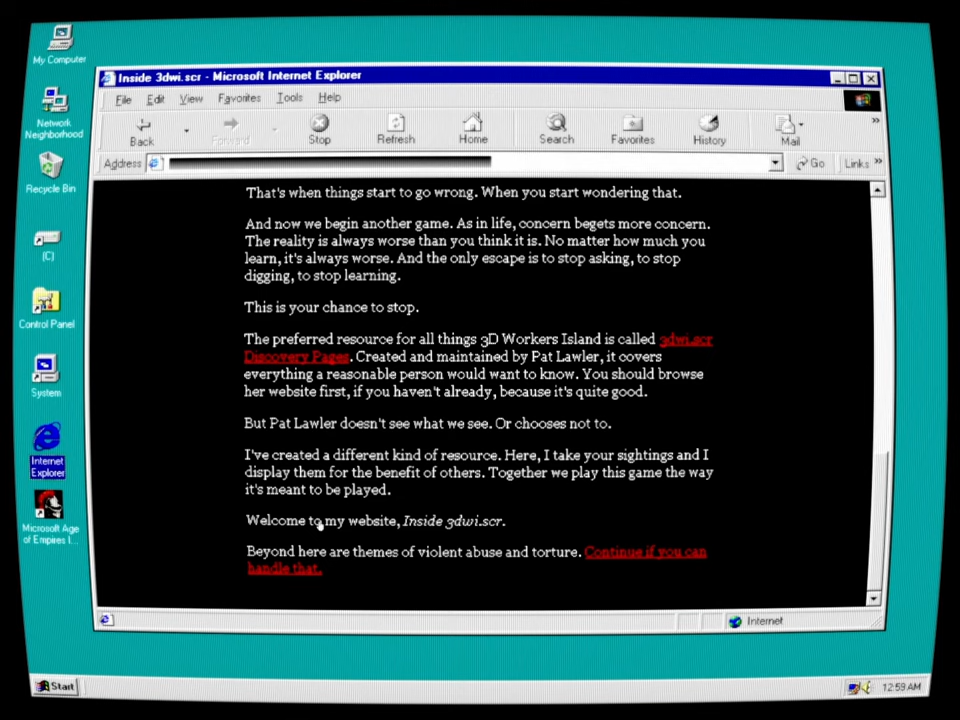 My Computer
Network
Neighborhood
Recycle Bin
(C)
Control Panel
System
Internet
Explorer
Microsoft Age
of Empires I...
Inside 3dwi.scr - Microsoft Internet Explorer
File Edit View Favorites Tools Help
Back Forward Stop Refresh Home Search Favorites History Mail »
Address Go Links »
That's when things start to go wrong. When you start wondering that.
And now we begin another game. As in life, concern begets more concern.
The reality is always worse than you think it is. No matter how much you
learn, it's always worse. And the only escape is to stop asking, to stop
digging, to stop learning.
This is your chance to stop.
The preferred resource for all things 3D Workers Island is called 3dwi.scr
Discovery Pages. Created and maintained by Pat Lawler, it covers
everything a reasonable person would want to know. You should browse
her website first, if you haven't already, because it's quite good.
But Pat Lawler doesn't see what we see. Or chooses not to.
I've created a different kind of resource. Here, I take your sightings and I
display them for the benefit of others. Together we play this game the way
it's meant to be played.
Welcome to my website, Inside 3dwi.scr.
Beyond here are themes of violent abuse and torture. Continue if you can
handle that.
Internet
Start
12:59 AM